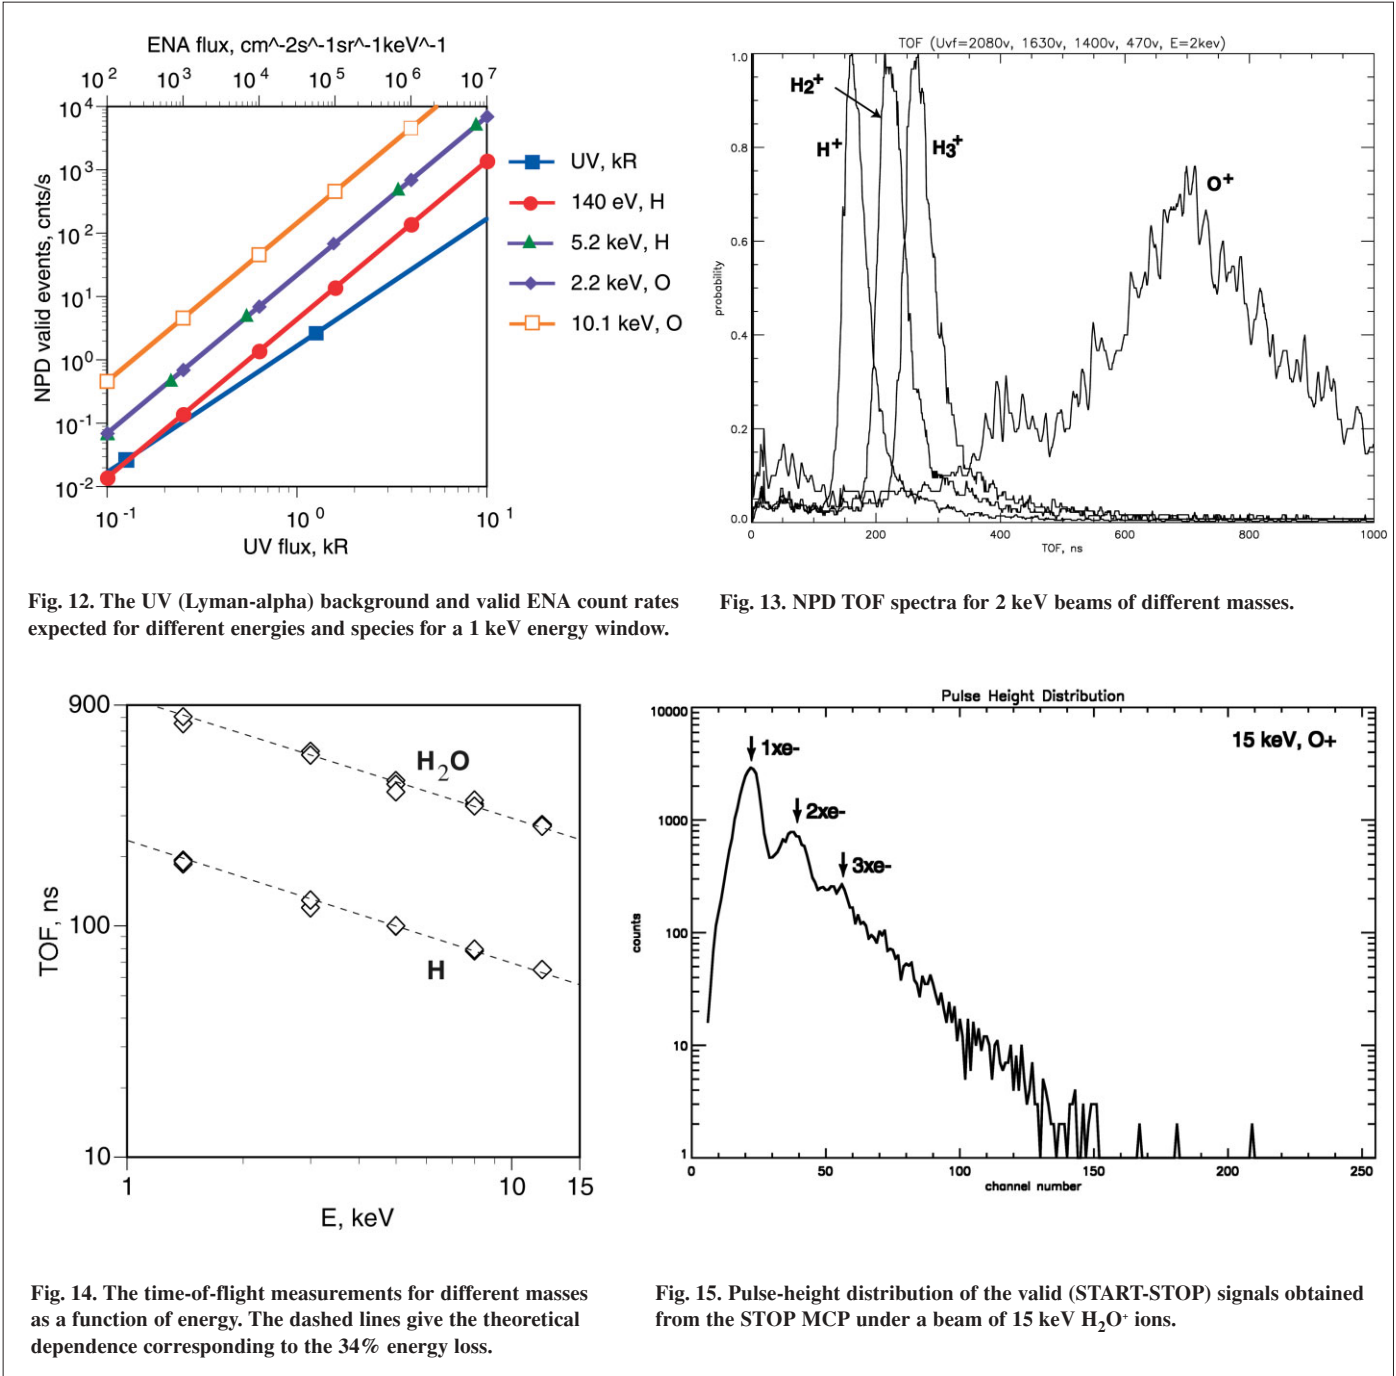 ENA flux, cm^-2s^-1sr^-1keV^-1
10^2 10^3 10^4 10^5 10^6 10^7
NPD valid events, cnts/s
10^4
10^3
10^2
10^1
10^0
10^-1
10^-2
10^-1 10^0 10^1
UV flux, kR
UV, kR
140 eV, H
5.2 keV, H
2.2 keV, O
10.1 keV, O
Fig. 12. The UV (Lyman-alpha) background and valid ENA count rates
expected for different energies and species for a 1 keV energy window.
TOF (Uvf=2080v, 1630v, 1400v, 470v, E=2kev)
probability
1.0
0.8
0.6
0.4
0.2
0.0
H+
H2+
H3+
O+
0 200 400 600 800 1000
TOF, ns
Fig. 13. NPD TOF spectra for 2 keV beams of different masses.
TOF, ns
900
100
10
H₂O
H
1 10 15
E, keV
Fig. 14. The time-of-flight measurements for different masses
as a function of energy. The dashed lines give the theoretical
dependence corresponding to the 34% energy loss.
Pulse Height Distribution
15 keV, O+
counts
10000
1000
100
10
1
1xe-
2xe-
3xe-
0 50 100 150 200 250
channel number
Fig. 15. Pulse-height distribution of the valid (START-STOP) signals obtained
from the STOP MCP under a beam of 15 keV H₂O⁺ ions.